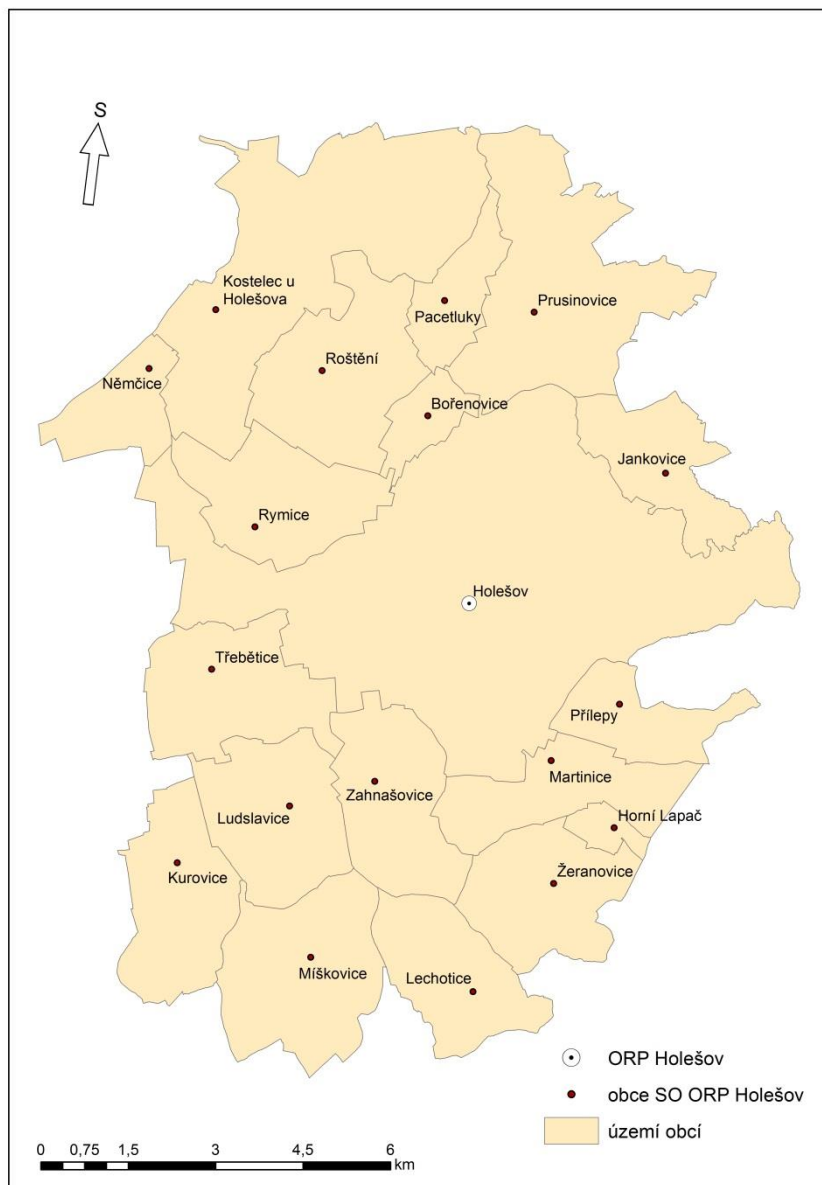 S
Kostelec u
Holešova
Pacetluky
Prusinovice
Němčice
Roštění
Bořenovice
Jankovice
Rymice
Holešov
Třebětice
Přílepy
Martinice
Zahnašovice
Ludslavice
Horní Lapač
Kurovice
Žeranovice
Míškovice
Lechotice
ORP Holešov
obce SO ORP Holešov
území obcí
0 0,75 1,5 3 4,5 6
km